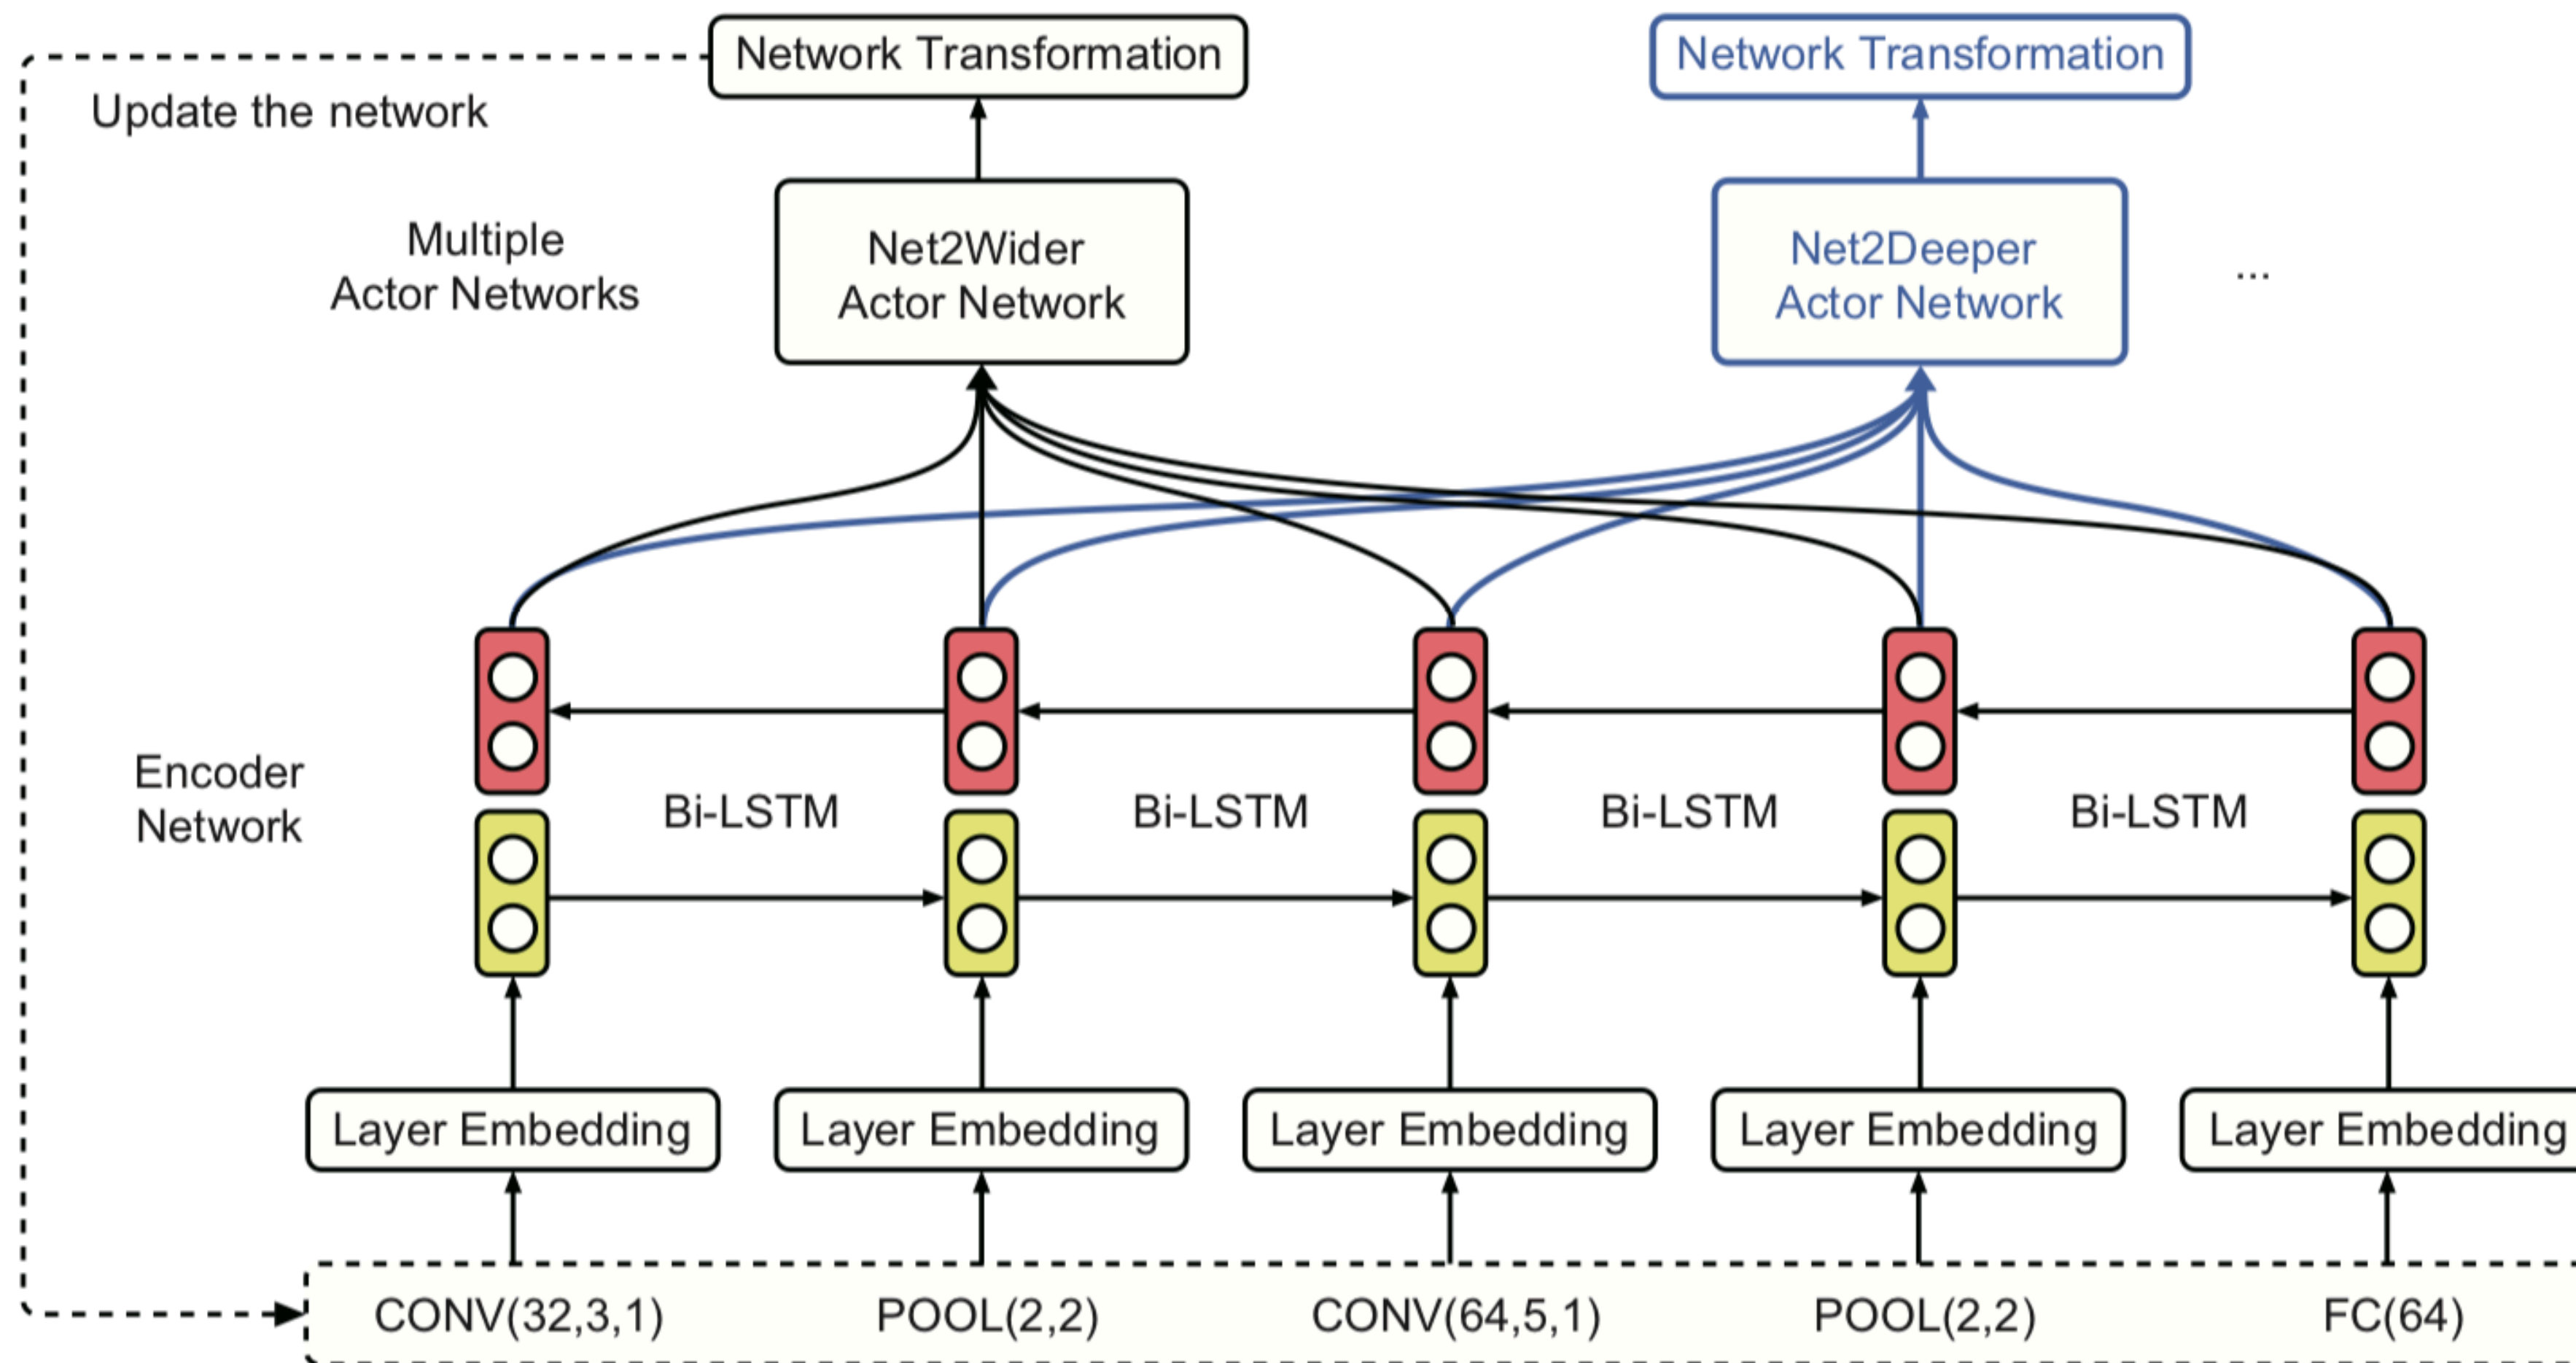 Network Transformation
Network Transformation
Update the network
Multiple
Actor Networks
Net2Wider
Actor Network
Net2Deeper
Actor Network
...
Encoder
Network
Bi-LSTM
Bi-LSTM
Bi-LSTM
Bi-LSTM
Layer Embedding
Layer Embedding
Layer Embedding
Layer Embedding
Layer Embedding
CONV(32,3,1)
POOL(2,2)
CONV(64,5,1)
POOL(2,2)
FC(64)